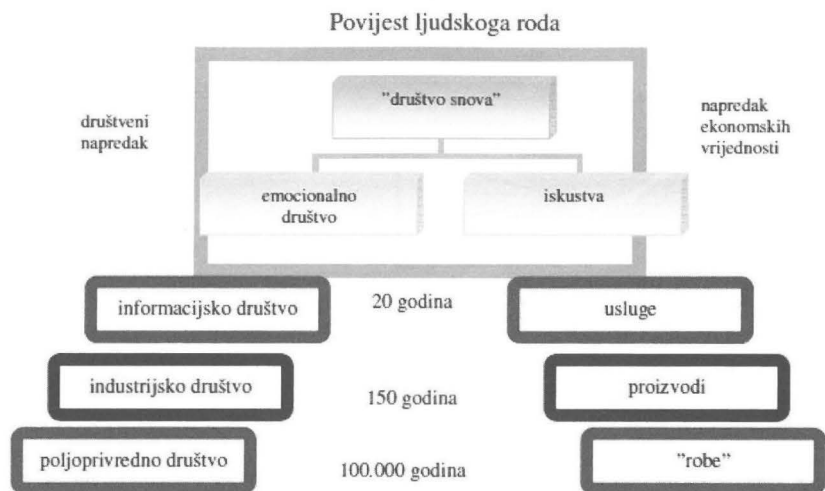 Povijest ljudskoga roda
društveni
napredak
"društvo snova"
napredak
ekonomskih
vrijednosti
emocionalno
društvo
iskustva
informacijsko društvo
20 godina
usluge
industrijsko društvo
150 godina
proizvodi
poljoprivredno društvo
100.000 godina
"robe"